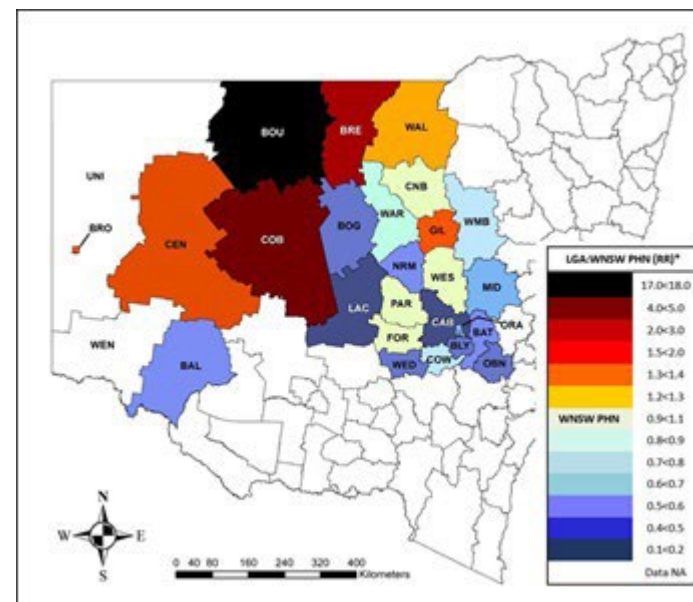 BOU
BRE
WAL
UNI
CNB
BRO
WAR
WMB
CEN
COB
BOG
GIL
NRM
WES
MID
LAC
PAR
CAB
BAT
ORA
WEN
FOR
BLY
BAL
WED
COW
OBN
LGA:WNSW PHN (RR)*
17.0<18.0
4.0<5.0
2.0<3.0
1.5<2.0
1.3<1.4
1.2<1.3
WNSW PHN 0.9<1.1
0.8<0.9
0.7<0.8
0.6<0.7
0.5<0.6
0.4<0.5
0.1<0.2
Data NA
N
W E
S
0 40 80 160 240 320 400
Kilometers